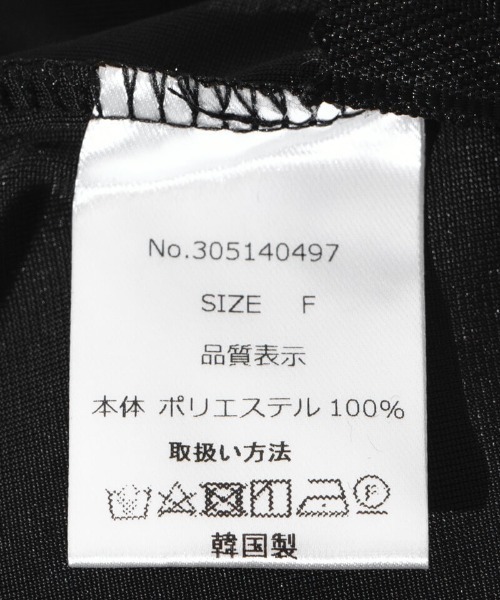 No.305140497
SIZE F
品質表示
本体 ポリエステル 100%
取扱い方法
F
韓国製